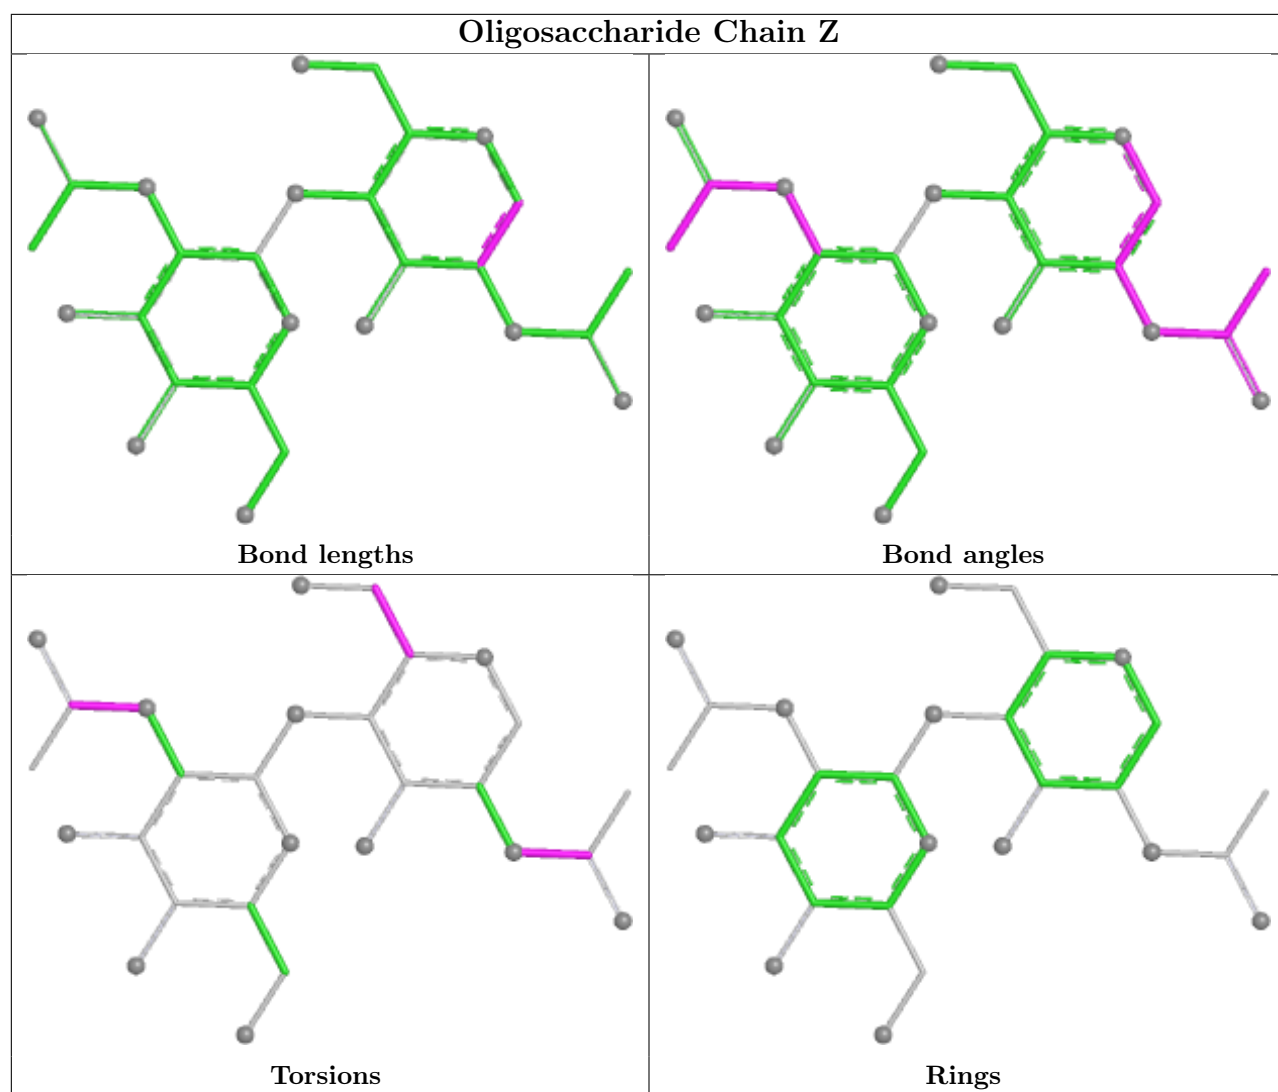 Oligosaccharide Chain Z
Bond lengths
Bond angles
Torsions
Rings